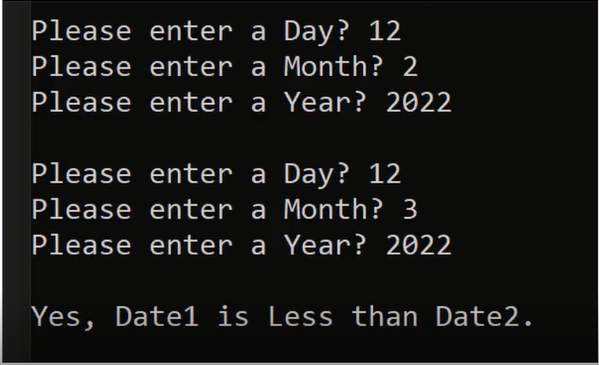 Please enter a Day? 12
Please enter a Month? 2
Please enter a Year? 2022
Please enter a Day? 12
Please enter a Month? 3
Please enter a Year? 2022
Yes, Date1 is Less than Date2.